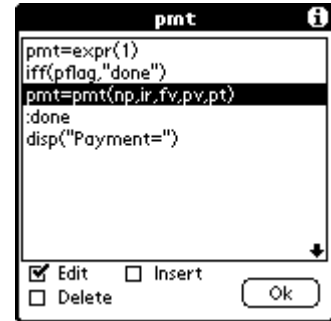 pmt
pmt=expr(1)
iff(pflag,"done")
pmt=pmt(np,ir,fv,pv,pt)
:done
disp("Payment=")
Edit Insert
Delete
Ok